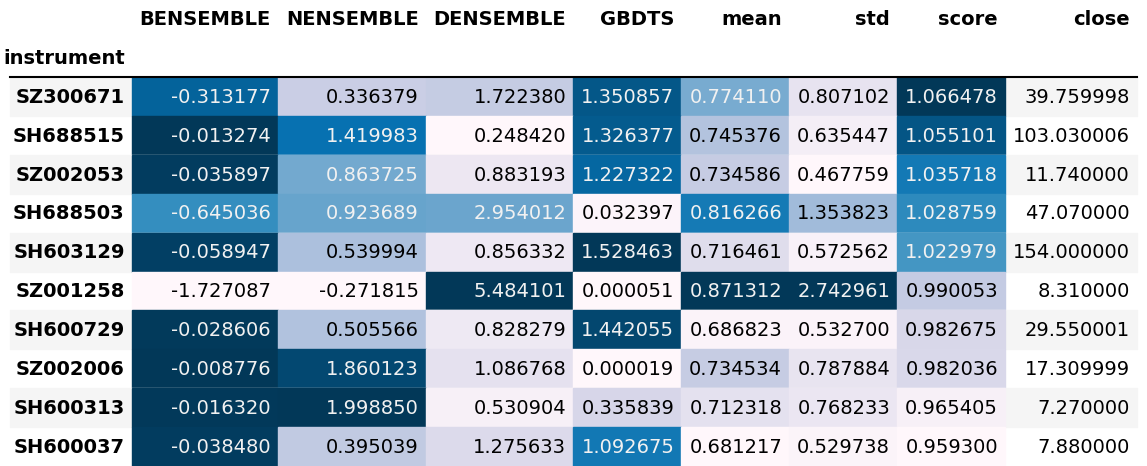 BENSEMBLE NENSEMBLE DENSEMBLE GBDTS mean std score close
instrument
SZ300671 -0.313177 0.336379 1.722380 1.350857 0.774110 0.807102 1.066478 39.759998
SH688515 -0.013274 1.419983 0.248420 1.326377 0.745376 0.635447 1.055101 103.030006
SZ002053 -0.035897 0.863725 0.883193 1.227322 0.734586 0.467759 1.035718 11.740000
SH688503 -0.645036 0.923689 2.954012 0.032397 0.816266 1.353823 1.028759 47.070000
SH603129 -0.058947 0.539994 0.856332 1.528463 0.716461 0.572562 1.022979 154.000000
SZ001258 -1.727087 -0.271815 5.484101 0.000051 0.871312 2.742961 0.990053 8.310000
SH600729 -0.028606 0.505566 0.828279 1.442055 0.686823 0.532700 0.982675 29.550001
SZ002006 -0.008776 1.860123 1.086768 0.000019 0.734534 0.787884 0.982036 17.309999
SH600313 -0.016320 1.998850 0.530904 0.335839 0.712318 0.768233 0.965405 7.270000
SH600037 -0.038480 0.395039 1.275633 1.092675 0.681217 0.529738 0.959300 7.880000